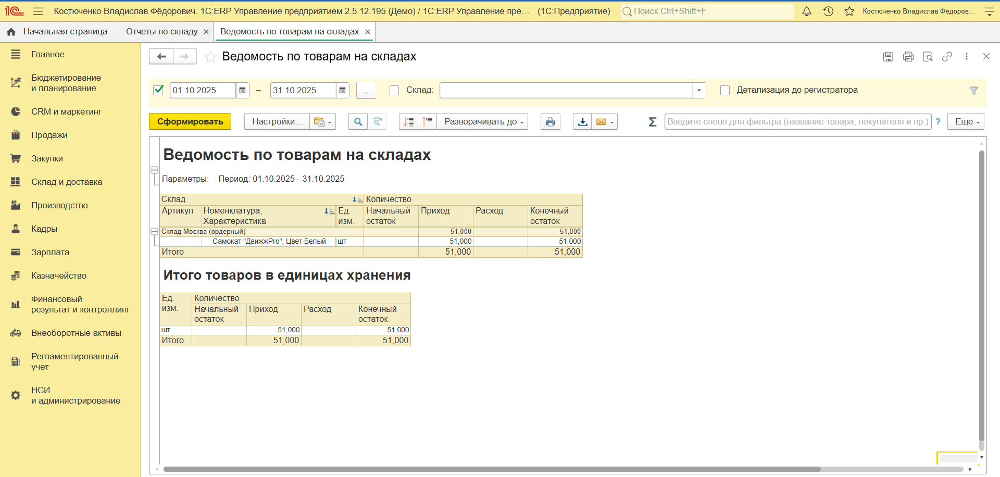 1С Костюченко Владислав Фёдорович. 1С:ERP Управление предприятием 2.5.12.195 (Демо) / 1С:ERP Управление пре... (1С:Предприятие) Поиск Ctrl+Shift+F Костюченко Владислав Фёдоров...
Начальная страница Отчеты по складу Ведомость по товарам на складах
Главное
Бюджетирование
и планирование
CRM и маркетинг
Продажи
Закупки
Склад и доставка
Производство
Кадры
Зарплата
Казначейство
Финансовый
результат и контроллинг
Внеоборотные активы
Регламентированный
учет
НСИ
и администрирование
Ведомость по товарам на складах
01.10.2025 – 31.10.2025 ... Склад: Детализация до регистратора
Сформировать Настройки... Разворачивать до Σ Введите слово для фильтра (название товара, покупателя и пр.) ? Еще
Ведомость по товарам на складах
Параметры: Период: 01.10.2025 - 31.10.2025
Склад Количество
Артикул Номенклатура, Ед. Начальный Приход Расход Конечный
Характеристика изм. остаток остаток
Склад Москва (ордерный) 51,000 51,000
Самокат "ДвижжPro", Цвет Белый шт 51,000 51,000
Итого 51,000 51,000
Итого товаров в единицах хранения
Ед. Количество
изм. Начальный Приход Расход Конечный
остаток остаток
шт 51,000 51,000
Итого 51,000 51,000